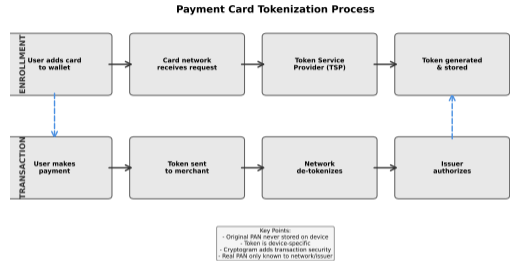 Payment Card Tokenization Process
ENROLLMENT
User adds card
to wallet
Card network
receives request
Token Service
Provider (TSP)
Token generated
& stored
TRANSACTION
User makes
payment
Token sent
to merchant
Network
de-tokenizes
Issuer
authorizes
Key Points:
- Original PAN never stored on device
- Token is device-specific
- Cryptogram adds transaction security
- Real PAN only known to network/issuer